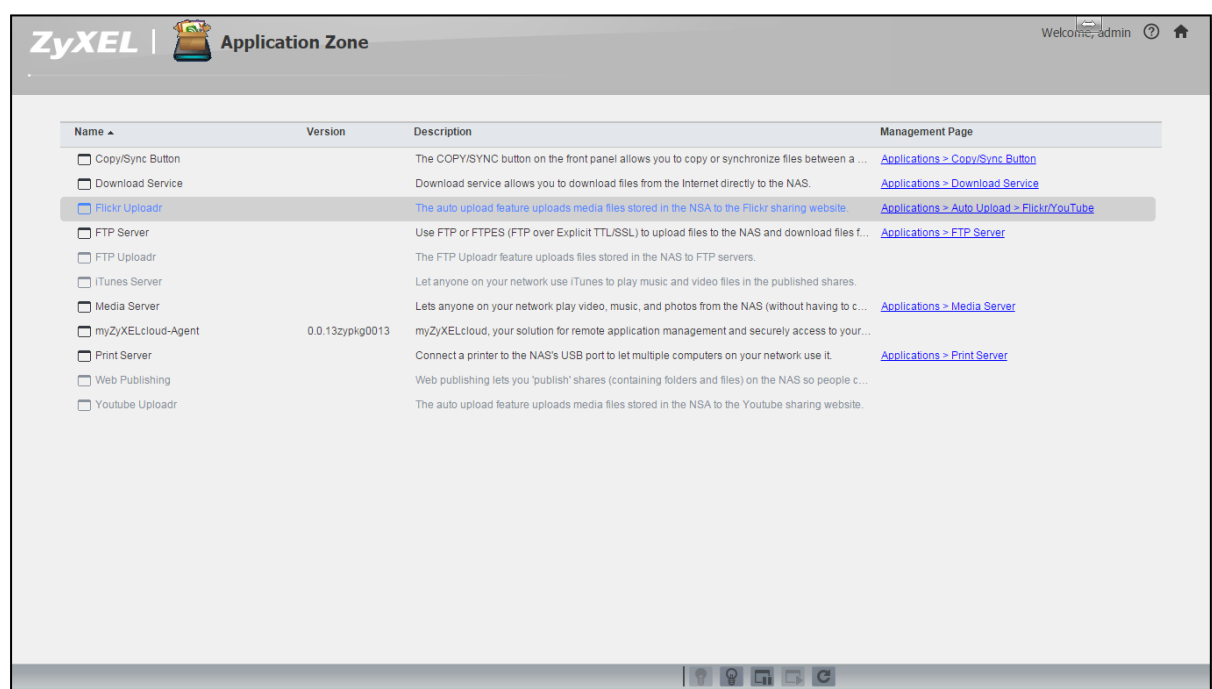 ZyXEL Application Zone Welcome, admin
Name Version Description Management Page
Copy/Sync Button The COPY/SYNC button on the front panel allows you to copy or synchronize files between a ... Applications > Copy/Sync Button
Download Service Download service allows you to download files from the Internet directly to the NAS. Applications > Download Service
Flickr Uploadr The auto upload feature uploads media files stored in the NSA to the Flickr sharing website. Applications > Auto Upload > Flickr/YouTube
FTP Server Use FTP or FTPES (FTP over Explicit TTL/SSL) to upload files to the NAS and download files f... Applications > FTP Server
FTP Uploadr The FTP Uploadr feature uploads files stored in the NAS to FTP servers.
iTunes Server Let anyone on your network use iTunes to play music and video files in the published shares.
Media Server Lets anyone on your network play video, music, and photos from the NAS (without having to c... Applications > Media Server
myZyXELcloud-Agent 0.0.13zypkg0013 myZyXELcloud, your solution for remote application management and securely access to your...
Print Server Connect a printer to the NAS's USB port to let multiple computers on your network use it. Applications > Print Server
Web Publishing Web publishing lets you 'publish' shares (containing folders and files) on the NAS so people c...
Youtube Uploadr The auto upload feature uploads media files stored in the NSA to the Youtube sharing website.